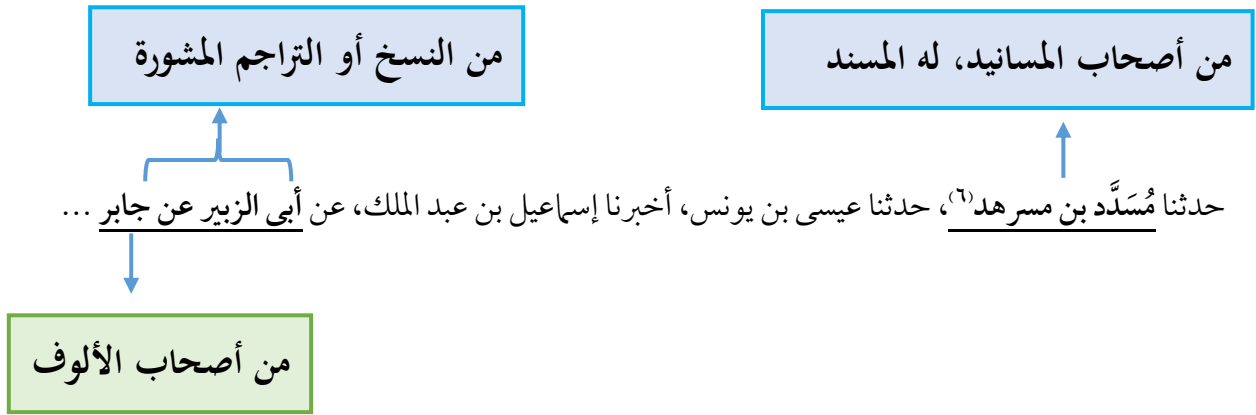 من أصحاب المسانيد، له المسند
من النسخ أو التراجم المشورة
حدثنا مُسَدَّد بن مسرهد⁽٦⁾، حدثنا عيسى بن يونس، أخبرنا إسماعيل بن عبد الملك، عن أبى الزبير عن جابر ...
من أصحاب الألوف